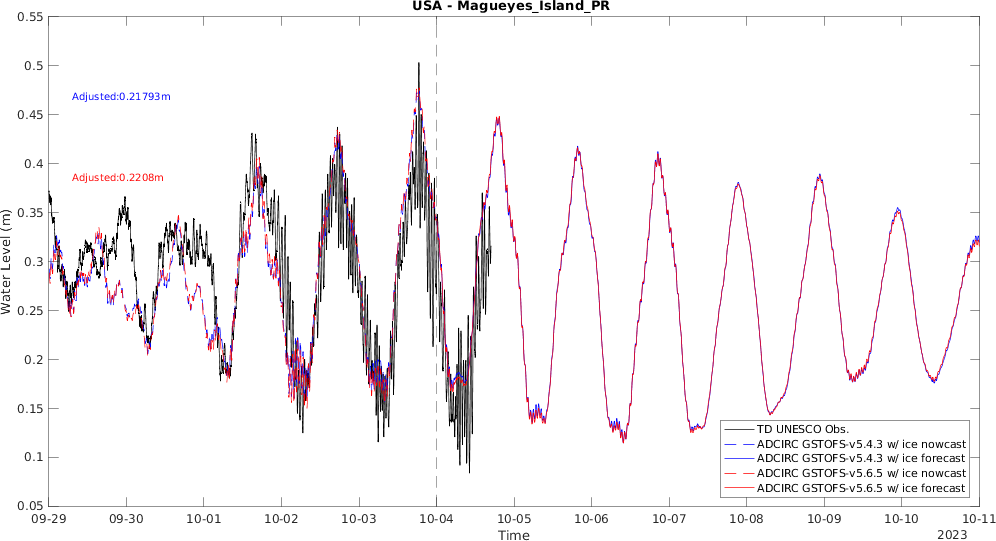 USA - Magueyes_Island_PR
0.55
0.5
0.45
0.4
0.35
0.3
0.25
0.2
0.15
0.1
0.05
Water Level (m)
Adjusted:0.21793m
Adjusted:0.2208m
TD UNESCO Obs.
ADCIRC GSTOFS-v5.4.3 w/ ice nowcast
ADCIRC GSTOFS-v5.4.3 w/ ice forecast
ADCIRC GSTOFS-v5.6.5 w/ ice nowcast
ADCIRC GSTOFS-v5.6.5 w/ ice forecast
09-29 09-30 10-01 10-02 10-03 10-04 10-05 10-06 10-07 10-08 10-09 10-10 10-11
Time
2023